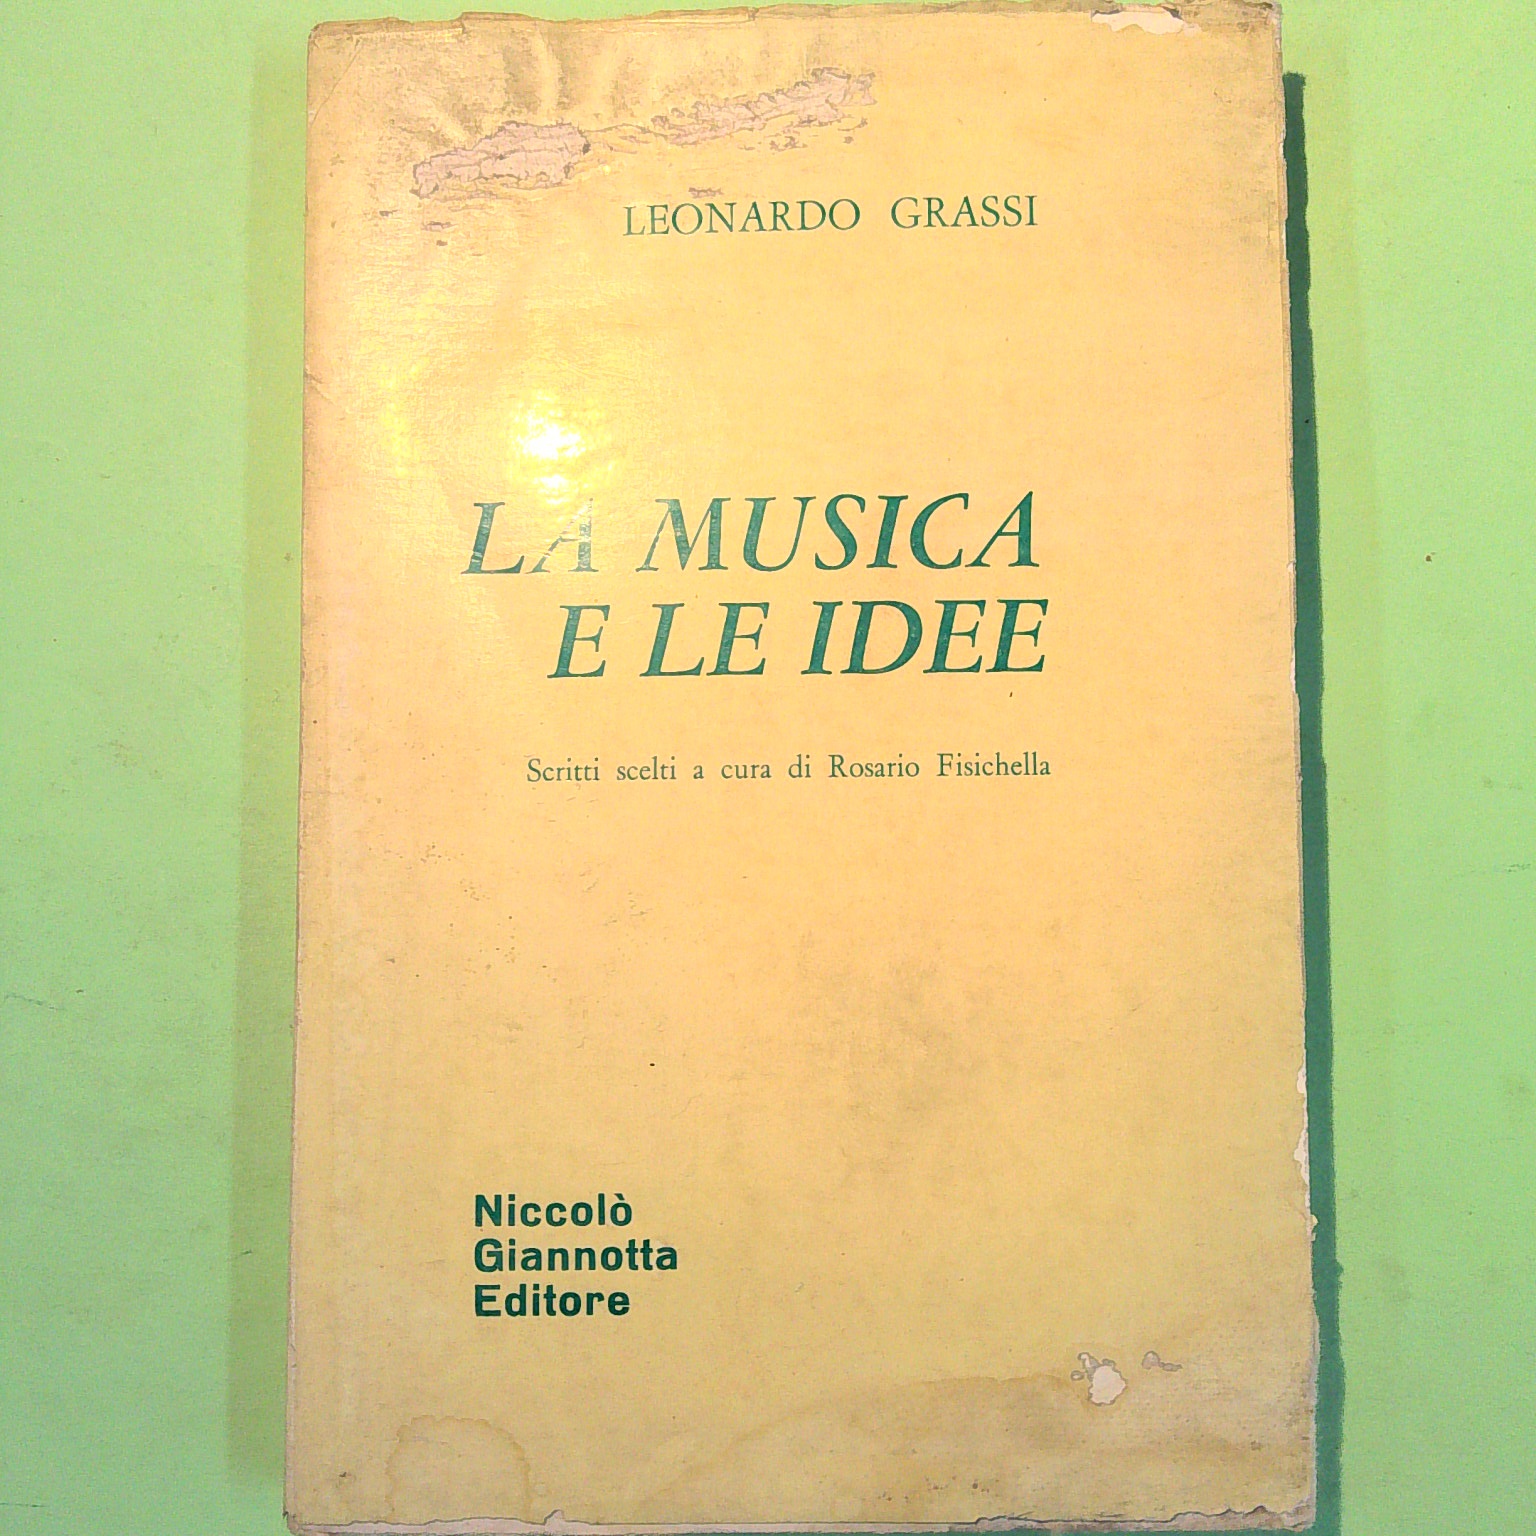 LEONARDO GRASSI
LA MUSICA
E LE IDEE
Scritti scelti a cura di Rosario Fisichella
Niccolò
Giannotta
Editore